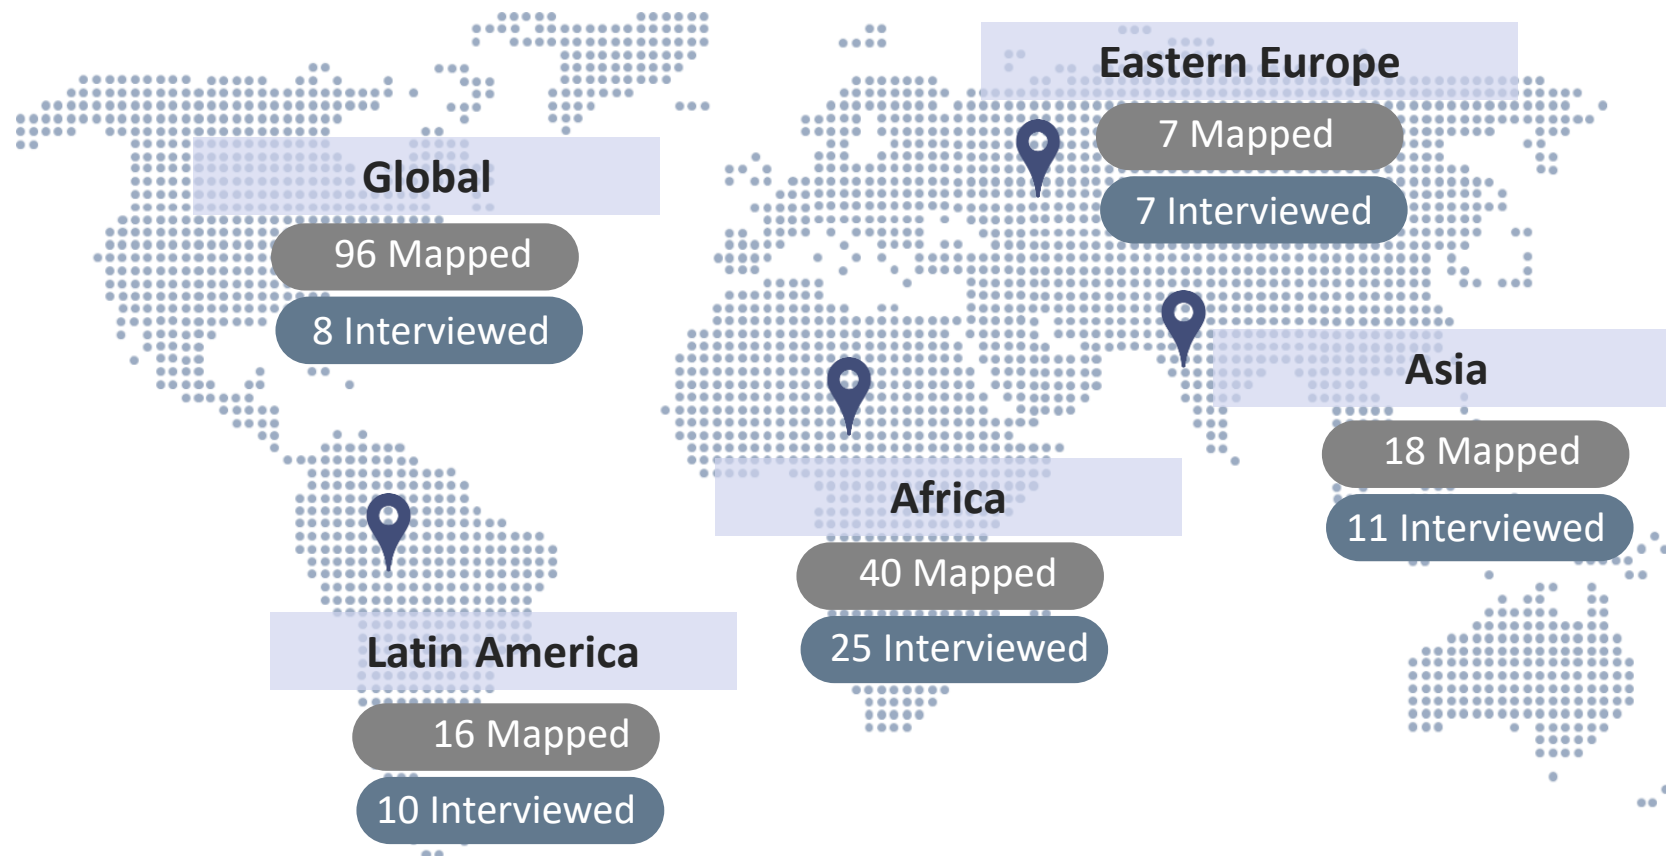 Eastern Europe
7 Mapped
7 Interviewed
Global
96 Mapped
8 Interviewed
Asia
18 Mapped
11 Interviewed
Africa
40 Mapped
25 Interviewed
Latin America
16 Mapped
10 Interviewed